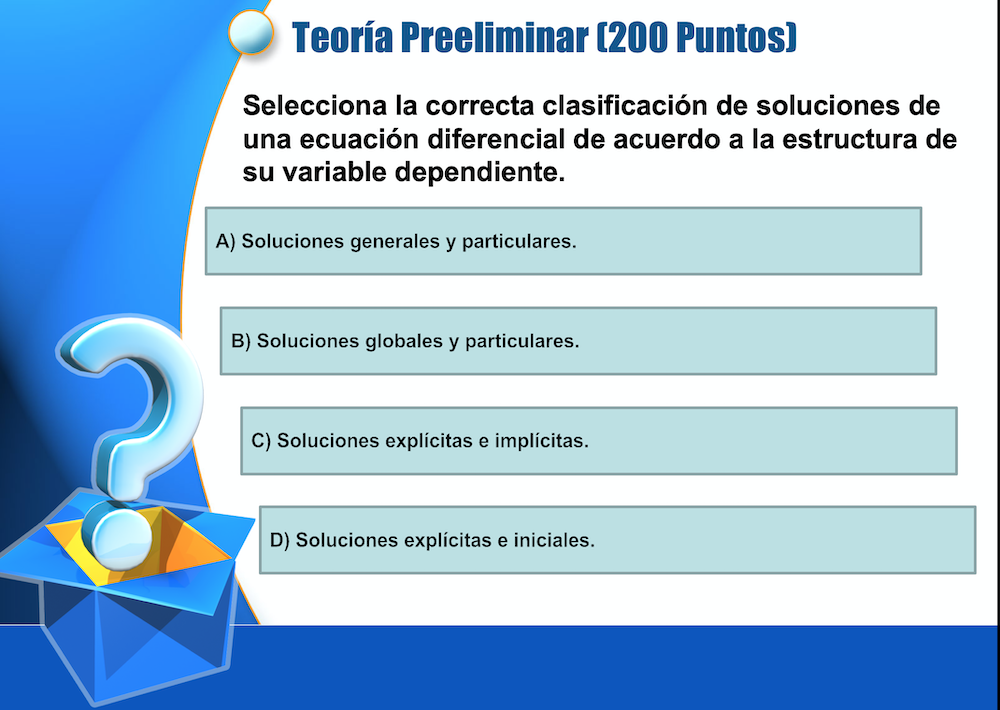 Teoría Preeliminar (200 Puntos)
Selecciona la correcta clasificación de soluciones de
una ecuación diferencial de acuerdo a la estructura de
su variable dependiente.
A) Soluciones generales y particulares.
B) Soluciones globales y particulares.
C) Soluciones explícitas e implícitas.
D) Soluciones explícitas e iniciales.